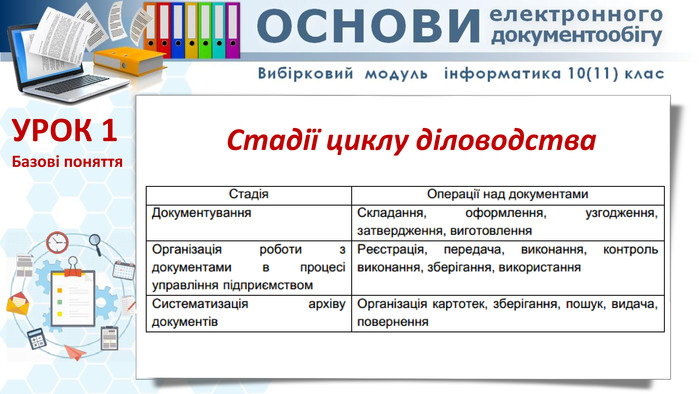 ОСНОВИ електронного
документообігу
Вибірковий модуль інформатика 10(11) клас
УРОК 1
Базові поняття
Стадії циклу діловодства
Стадія Операції над документами
Документування Складання, оформлення, узгодження,
затвердження, виготовлення
Організація роботи з Реєстрація, передача, виконання, контроль
документами в процесі виконання, зберігання, використання
управління підприємством
Систематизація архіву Організація картотек, зберігання, пошук, видача,
документів повернення